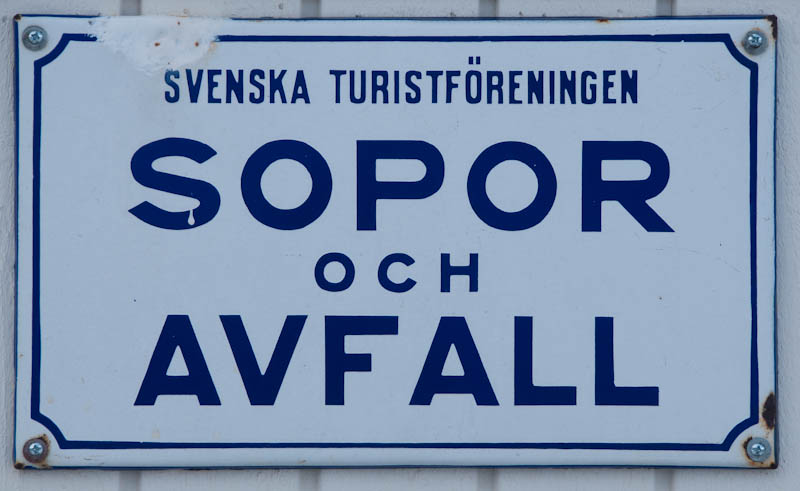 SVENSKA TURISTFÖRENINGEN
SOPOR
OCH
AVFALL